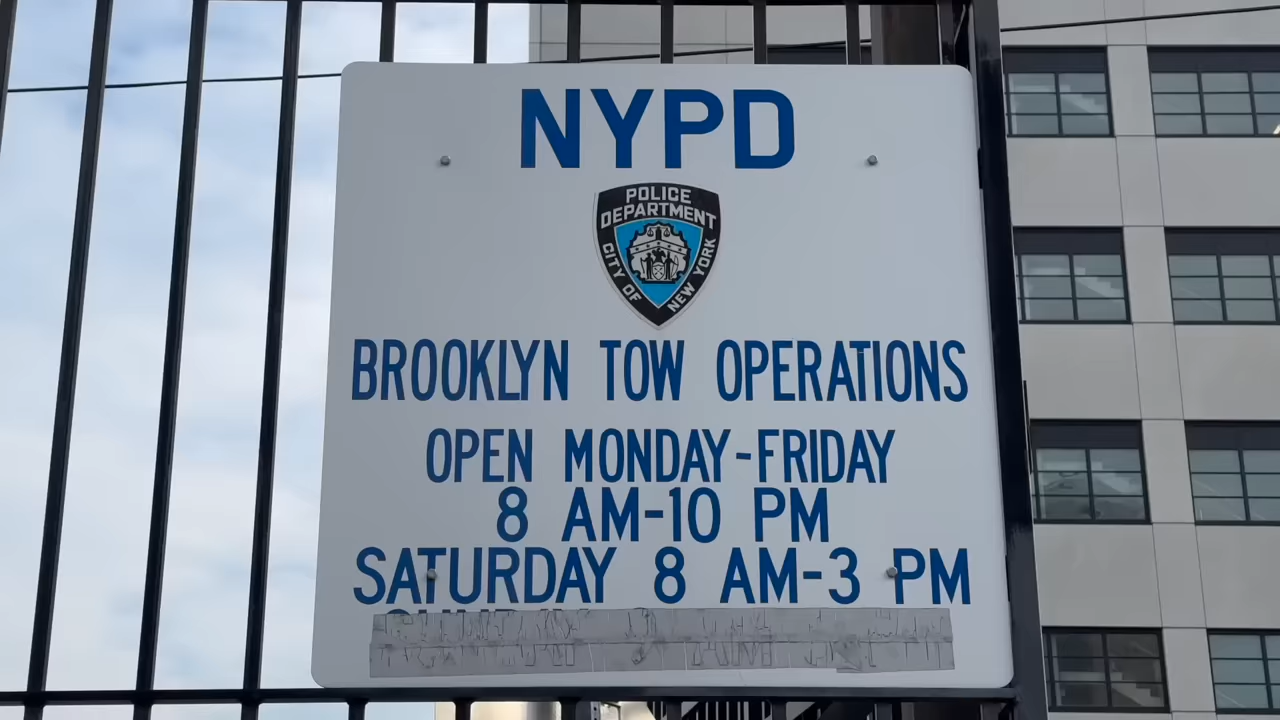 NYPD
POLICE
DEPARTMENT
CITY OF NEW YORK
BROOKLYN TOW OPERATIONS
OPEN MONDAY-FRIDAY
8 AM-10 PM
SATURDAY 8 AM-3 PM